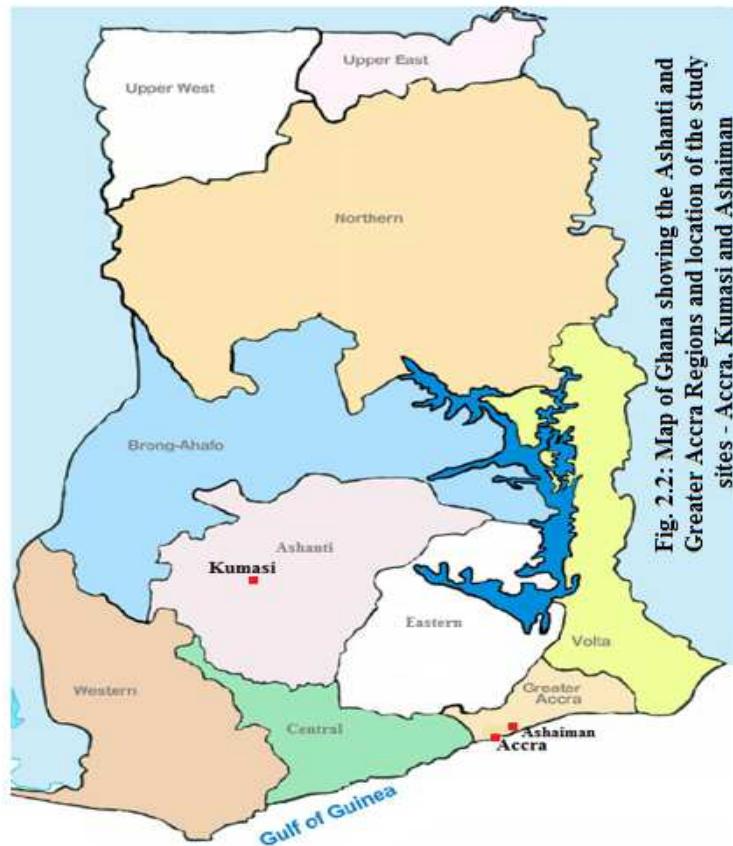 Upper East
Upper West
Northern
Brong-Ahafo
Ashanti
Kumasi
Eastern
Volta
Western
Greater
Accra
Central
Ashaiman
Accra
Gulf of Guinea
Fig. 2.2: Map of Ghana showing the Ashanti and
Greater Accra Regions and location of the study
sites - Accra, Kumasi and Ashaiman